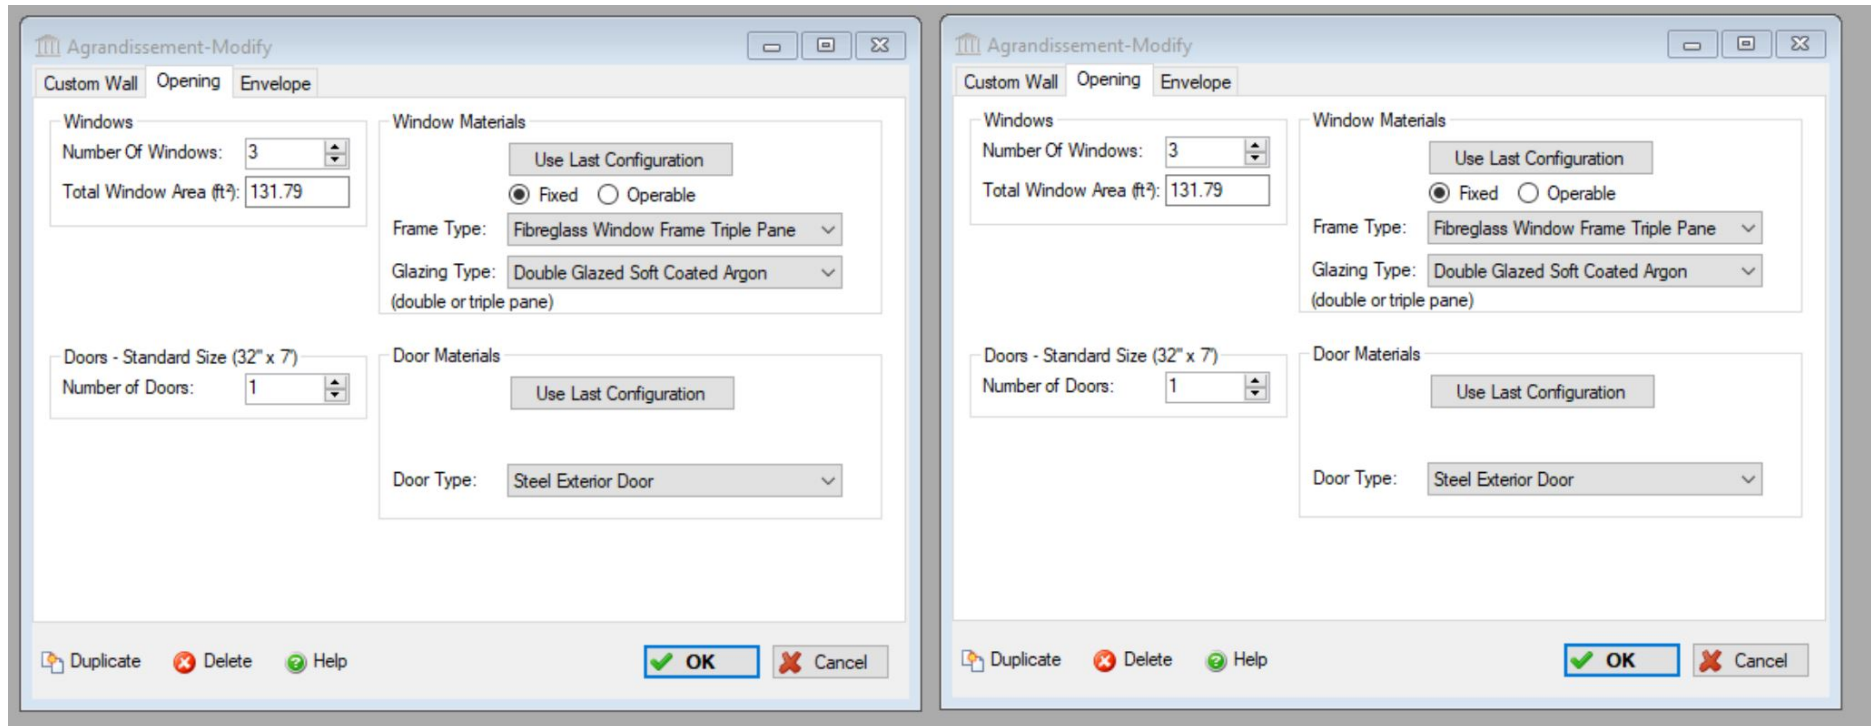 Agrandissement-Modify
Custom Wall Opening Envelope
Windows
Number Of Windows: 3
Total Window Area (ft²): 131.79
Window Materials
Use Last Configuration
Fixed Operable
Frame Type: Fibreglass Window Frame Triple Pane
Glazing Type: Double Glazed Soft Coated Argon
(double or triple pane)
Doors - Standard Size (32" x 7')
Number of Doors: 1
Door Materials
Use Last Configuration
Door Type: Steel Exterior Door
Duplicate Delete Help OK Cancel
Agrandissement-Modify
Custom Wall Opening Envelope
Windows
Number Of Windows: 3
Total Window Area (ft²): 131.79
Window Materials
Use Last Configuration
Fixed Operable
Frame Type: Fibreglass Window Frame Triple Pane
Glazing Type: Double Glazed Soft Coated Argon
(double or triple pane)
Doors - Standard Size (32" x 7')
Number of Doors: 1
Door Materials
Use Last Configuration
Door Type: Steel Exterior Door
Duplicate Delete Help OK Cancel